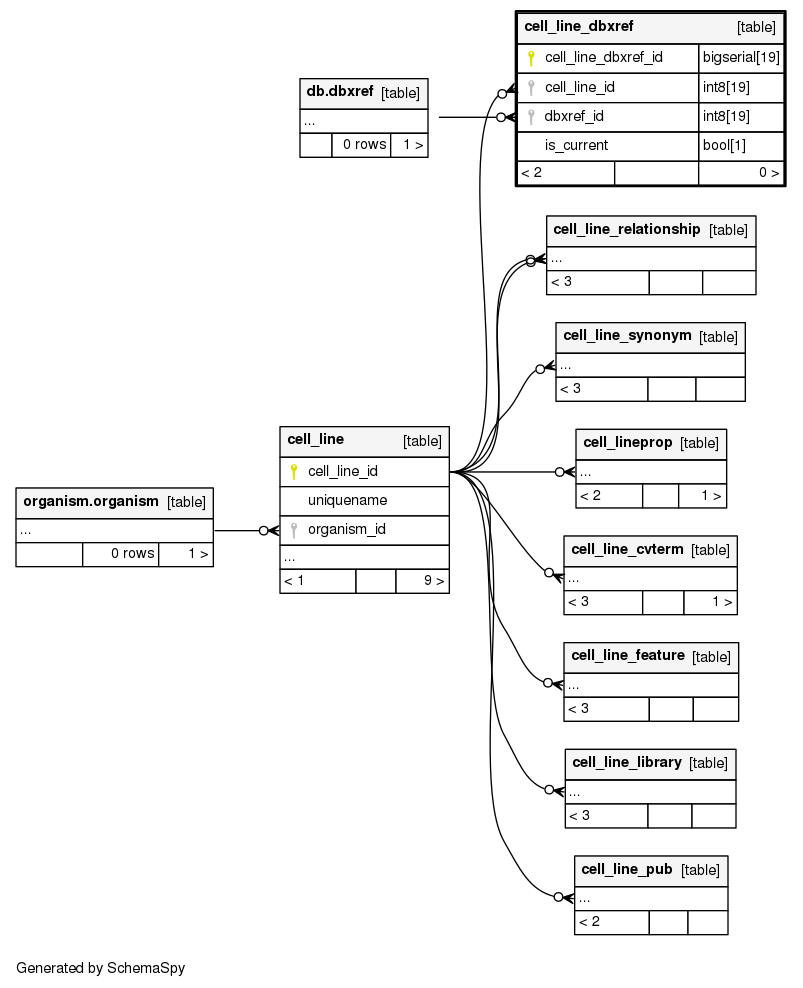 cell_line_dbxref [table]
cell_line_dbxref_id bigserial[19]
cell_line_id int8[19]
dbxref_id int8[19]
is_current bool[1]
< 2 0 >
db.dbxref [table]
...
0 rows 1 >
cell_line_relationship [table]
...
< 3
cell_line_synonym [table]
...
< 3
cell_line [table]
cell_line_id
uniquename
organism_id
...
< 1 9 >
cell_lineprop [table]
...
< 2 1 >
organism.organism [table]
...
0 rows 1 >
cell_line_cvterm [table]
...
< 3 1 >
cell_line_feature [table]
...
< 3
cell_line_library [table]
...
< 3
cell_line_pub [table]
...
< 2
Generated by SchemaSpy